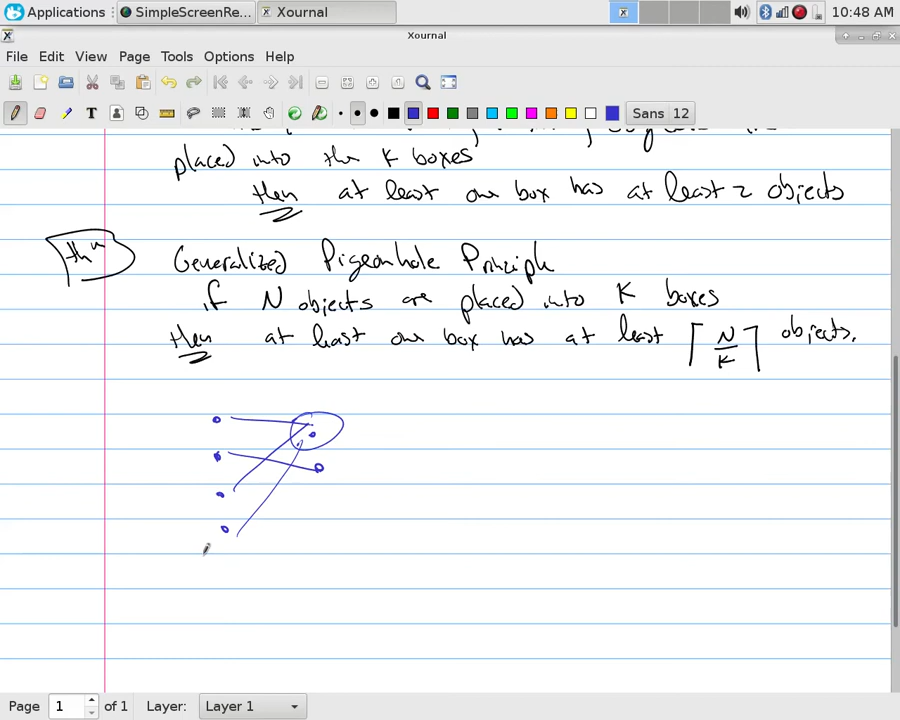 Applications
SimpleScreenRe...
Xournal
10:48 AM
Xournal
File Edit View Page Tools Options Help
Sans 12
placed into the K boxes
then at least one box has at least 2 objects
thm
Generalized Pigeonhole Principle
if N objects are placed into K boxes
then at least one box has at least ⌈N/K⌉ objects.
Page 1 of 1 Layer: Layer 1